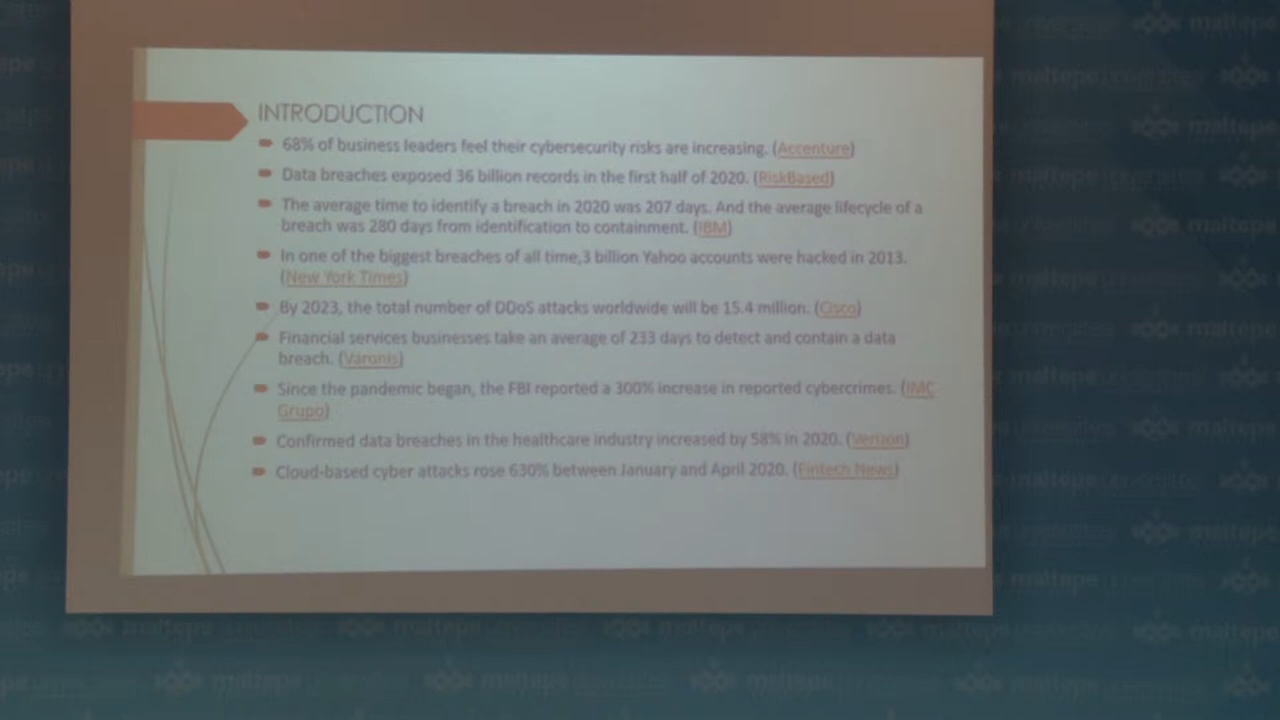 INTRODUCTION
68% of business leaders feel their cybersecurity risks are increasing. (Accenture)
Data breaches exposed 36 billion records in the first half of 2020. (RiskBased)
The average time to identify a breach in 2020 was 207 days. And the average lifecycle of a
breach was 280 days from identification to containment. (IBM)
In one of the biggest breaches of all time,3 billion Yahoo accounts were hacked in 2013.
(New York Times)
By 2023, the total number of DDoS attacks worldwide will be 15.4 million. (Cisco)
Financial services businesses take an average of 233 days to detect and contain a data
breach. (Varonis)
Since the pandemic began, the FBI reported a 300% increase in reported cybercrimes. (IMC
Grupo)
Confirmed data breaches in the healthcare industry increased by 58% in 2020. (Verizon)
Cloud-based cyber attacks rose 630% between January and April 2020. (Fintech News)
maltepe